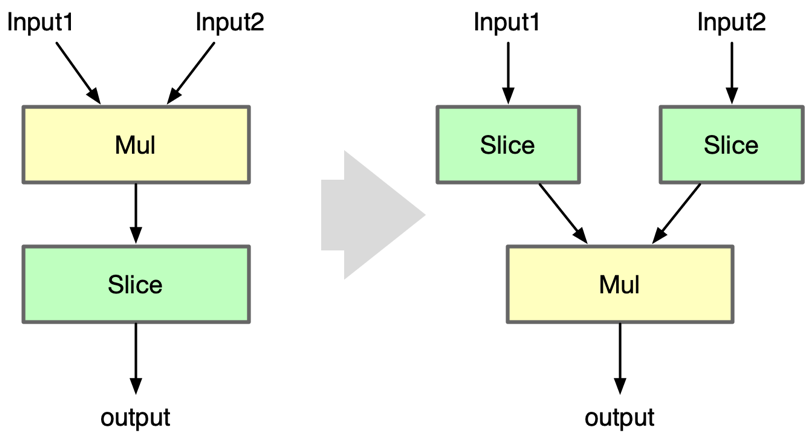 Input1 Input2
Mul
Slice
output
Input1 Input2
Slice Slice
Mul
output